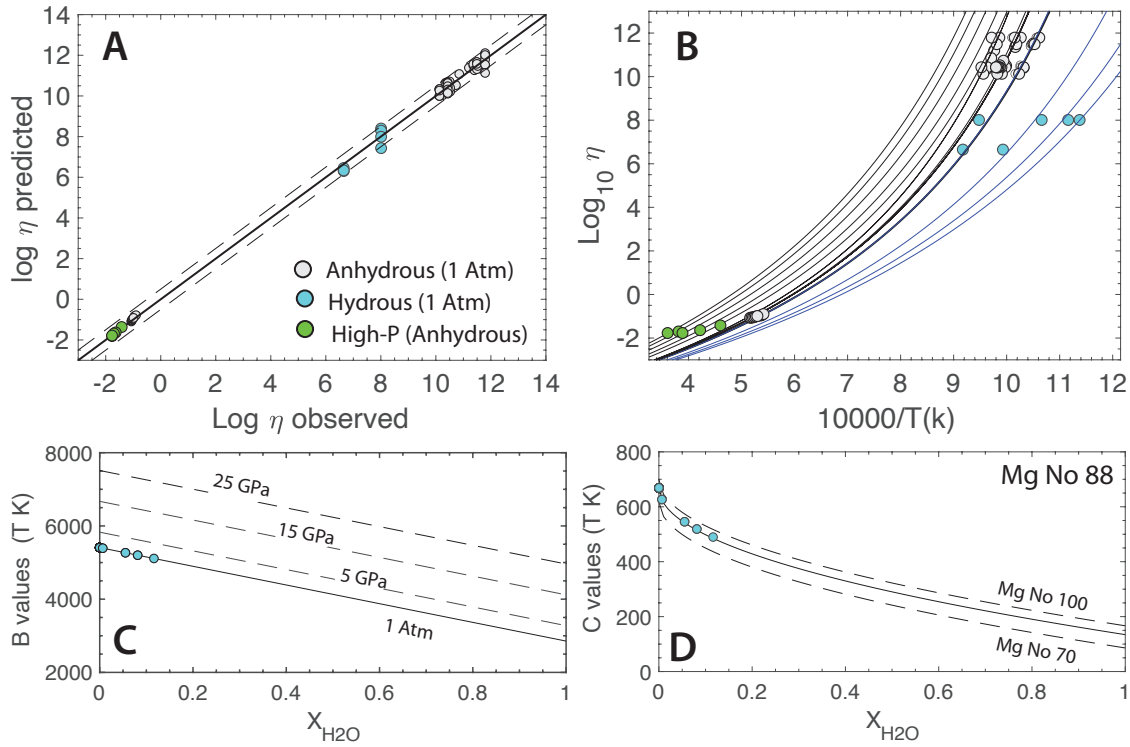 A
14
12
10
8
6
4
2
0
-2
log η predicted
-2 0 2 4 6 8 10 12 14
Log η observed
Anhydrous (1 Atm)
Hydrous (1 Atm)
High-P (Anhydrous)
B
12
10
8
6
4
2
0
-2
Log10 η
4 5 6 7 8 9 10 11 12
10000/T(k)
8000
6000
4000
2000
B values (T K)
25 GPa
15 GPa
5 GPa
1 Atm
C
0 0.2 0.4 0.6 0.8 1
XH2O
800
600
400
200
0
C values (T K)
Mg No 88
Mg No 100
Mg No 70
D
0 0.2 0.4 0.6 0.8 1
XH2O